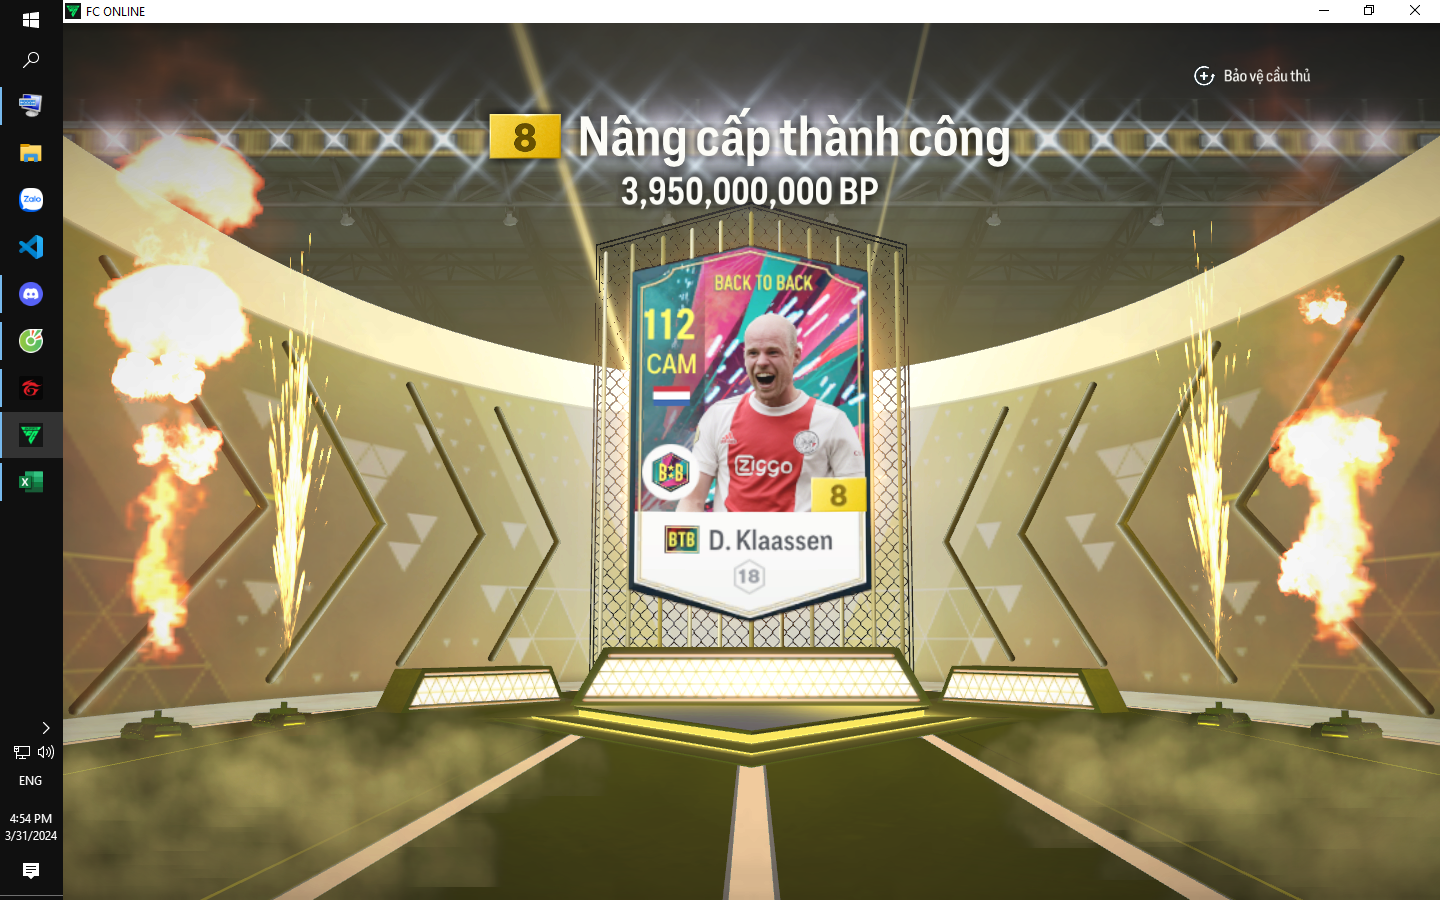 FC ONLINE
Bảo vệ cầu thủ
8 Nâng cấp thành công
3,950,000,000 BP
BACK TO BACK
112
CAM
Ziggo
B★B
8
BTB D. Klaassen
18
Zalo
ENG
4:54 PM
3/31/2024